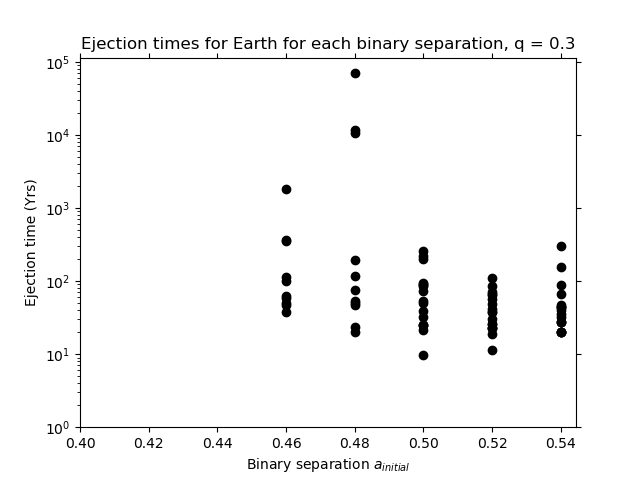 Ejection times for Earth for each binary separation, q = 0.3
Ejection time (Yrs)
10^5
10^4
10^3
10^2
10^1
10^0
0.40 0.42 0.44 0.46 0.48 0.50 0.52 0.54
Binary separation a_initial